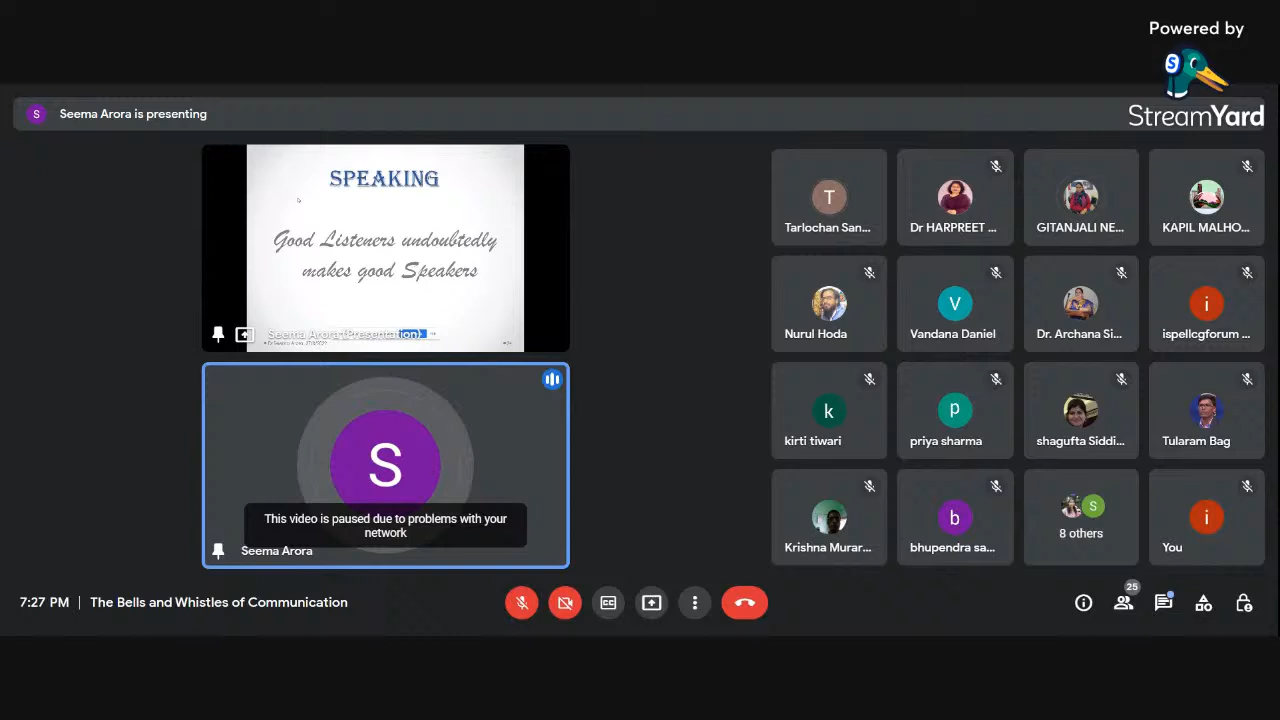 Powered by
StreamYard
S
Seema Arora is presenting
SPEAKING
Good Listeners undoubtedly
makes good Speakers
Seema Arora (Presentation)
S
This video is paused due to problems with your
network
Seema Arora
T
Tarlochan San...
Dr HARPREET ...
GITANJALI NE...
KAPIL MALHO...
Nurul Hoda
V
Vandana Daniel
Dr. Archana Si...
i
ispellcgforum ...
k
kirti tiwari
p
priya sharma
shagufta Siddi...
Tularam Bag
Krishna Murar...
b
bhupendra sa...
S
8 others
i
You
7:27 PM | The Bells and Whistles of Communication
CC
25